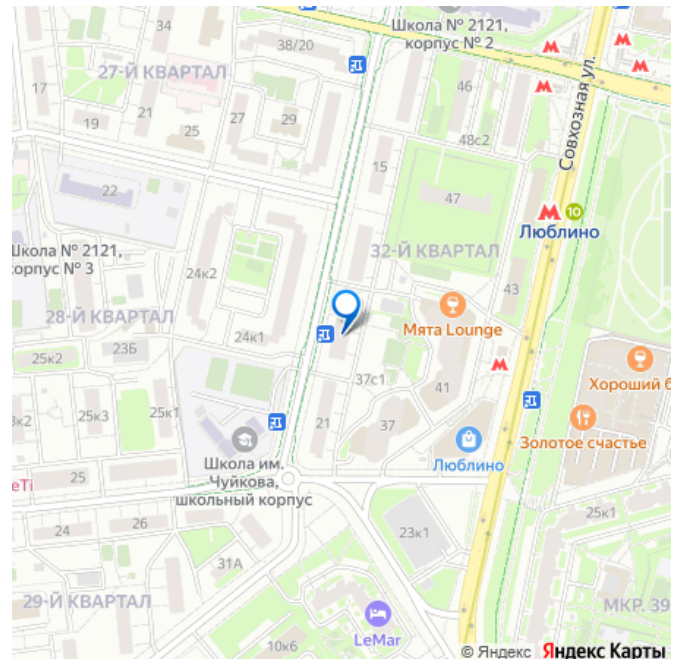 Школа № 2121,
корпус № 2
38/20
27-Й КВАРТАЛ
34
46
17
21
27
29
19
25
48с2
Совхозная ул.
15
22
47
10
Люблино
Школа № 2121,
корпус № 3
32-Й КВАРТАЛ
24к2
43
28-Й КВАРТАЛ
Мята Lounge
24к1
23Б
25к2
37с1
41
Хороший б
25к3
25к1
21
37
Золотое счастье
Школа им.
Чуйкова,
школьный корпус
Люблино
25
24
26
23к1
25к1
31А
29-Й КВАРТАЛ
МКР. 39
LeMar
10к6
© Яндекс Яндекс Карты